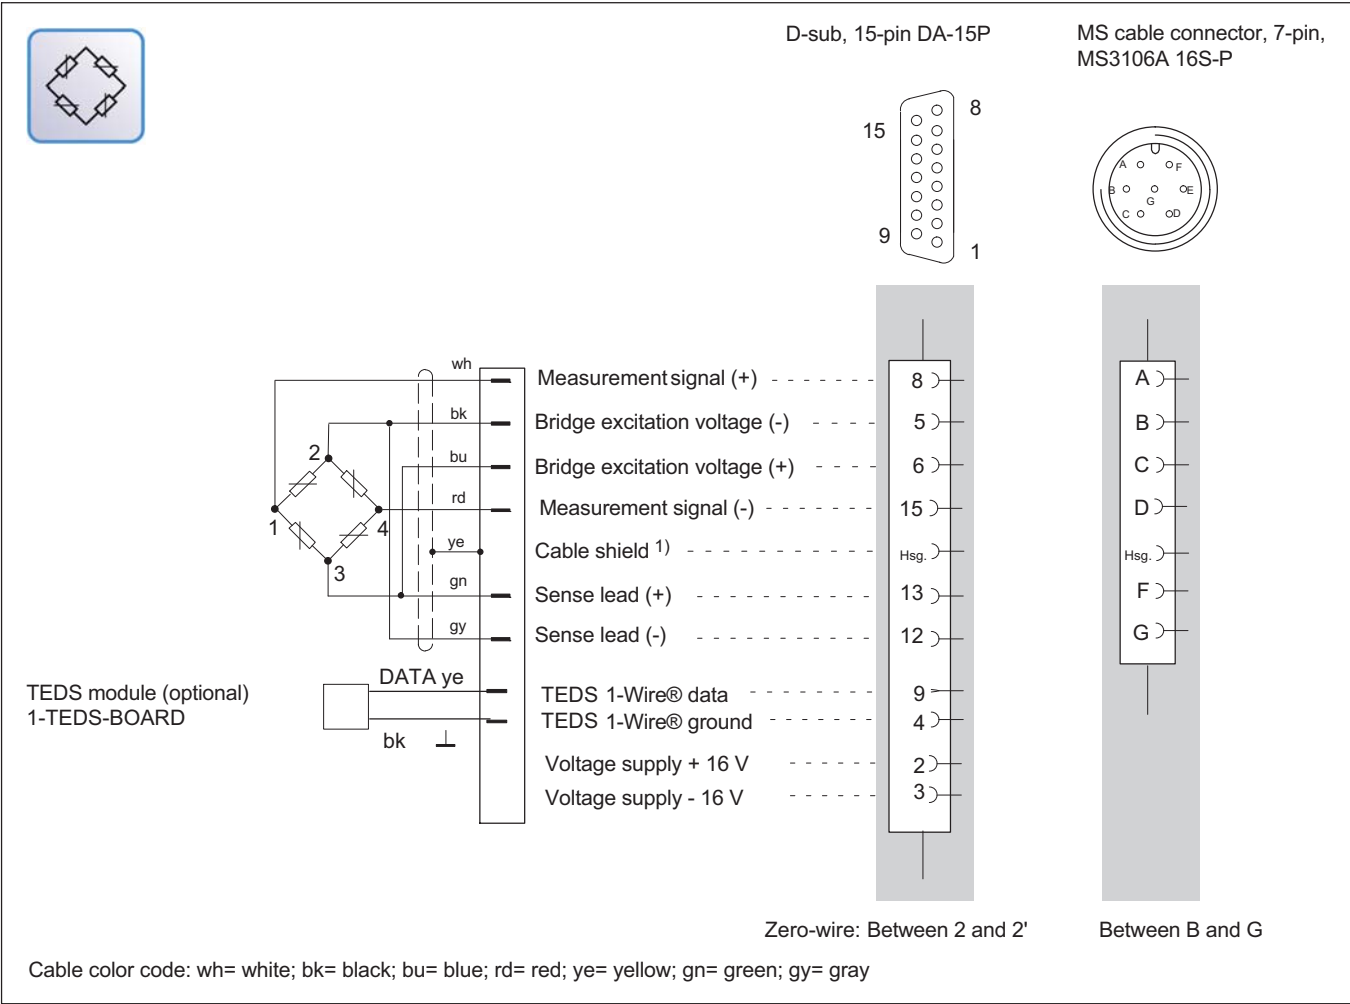 D-sub, 15-pin DA-15P
MS cable connector, 7-pin,
MS3106A 16S-P
8
15
9
1
A
F
B
E
G
C
D
wh
Measurement signal (+)
8
A
bk
Bridge excitation voltage (-)
5
B
2
bu
Bridge excitation voltage (+)
6
C
rd
Measurement signal (-)
15
D
1
4
ye
Cable shield 1)
Hsg.
Hsg.
3
gn
Sense lead (+)
13
F
gy
Sense lead (-)
12
G
TEDS module (optional)
1-TEDS-BOARD
DATA ye
TEDS 1-Wire® data
9
bk
TEDS 1-Wire® ground
4
Voltage supply + 16 V
2
Voltage supply - 16 V
3
Zero-wire: Between 2 and 2'
Between B and G
Cable color code: wh= white; bk= black; bu= blue; rd= red; ye= yellow; gn= green; gy= gray